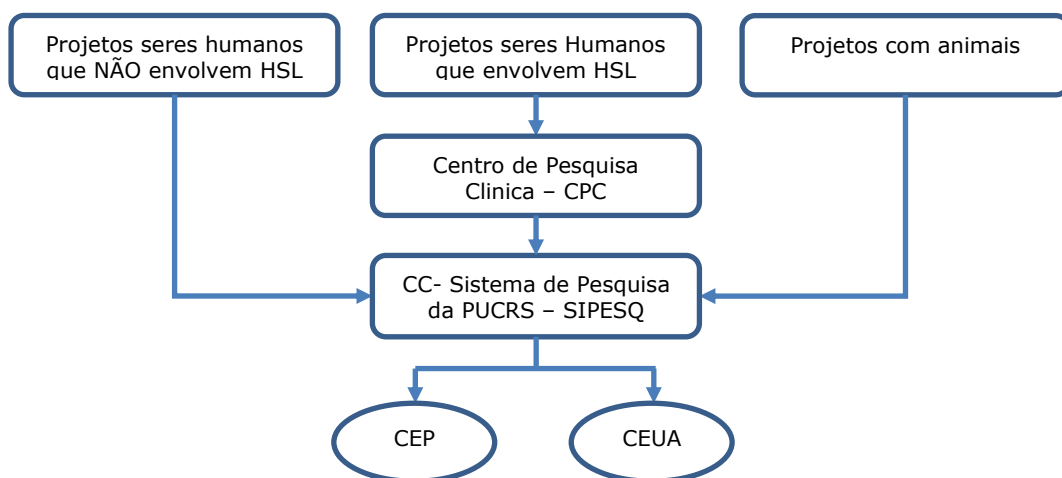 Projetos seres humanos
que NÃO envolvem HSL
Projetos seres Humanos
que envolvem HSL
Projetos com animais
Centro de Pesquisa
Clinica – CPC
CC- Sistema de Pesquisa
da PUCRS – SIPESQ
CEP
CEUA